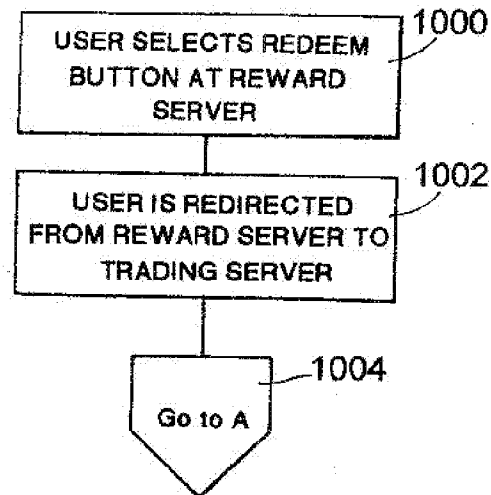 USER SELECTS REDEEM
BUTTON AT REWARD
SERVER
1000
USER IS REDIRECTED
FROM REWARD SERVER TO
TRADING SERVER
1002
Go to A
1004